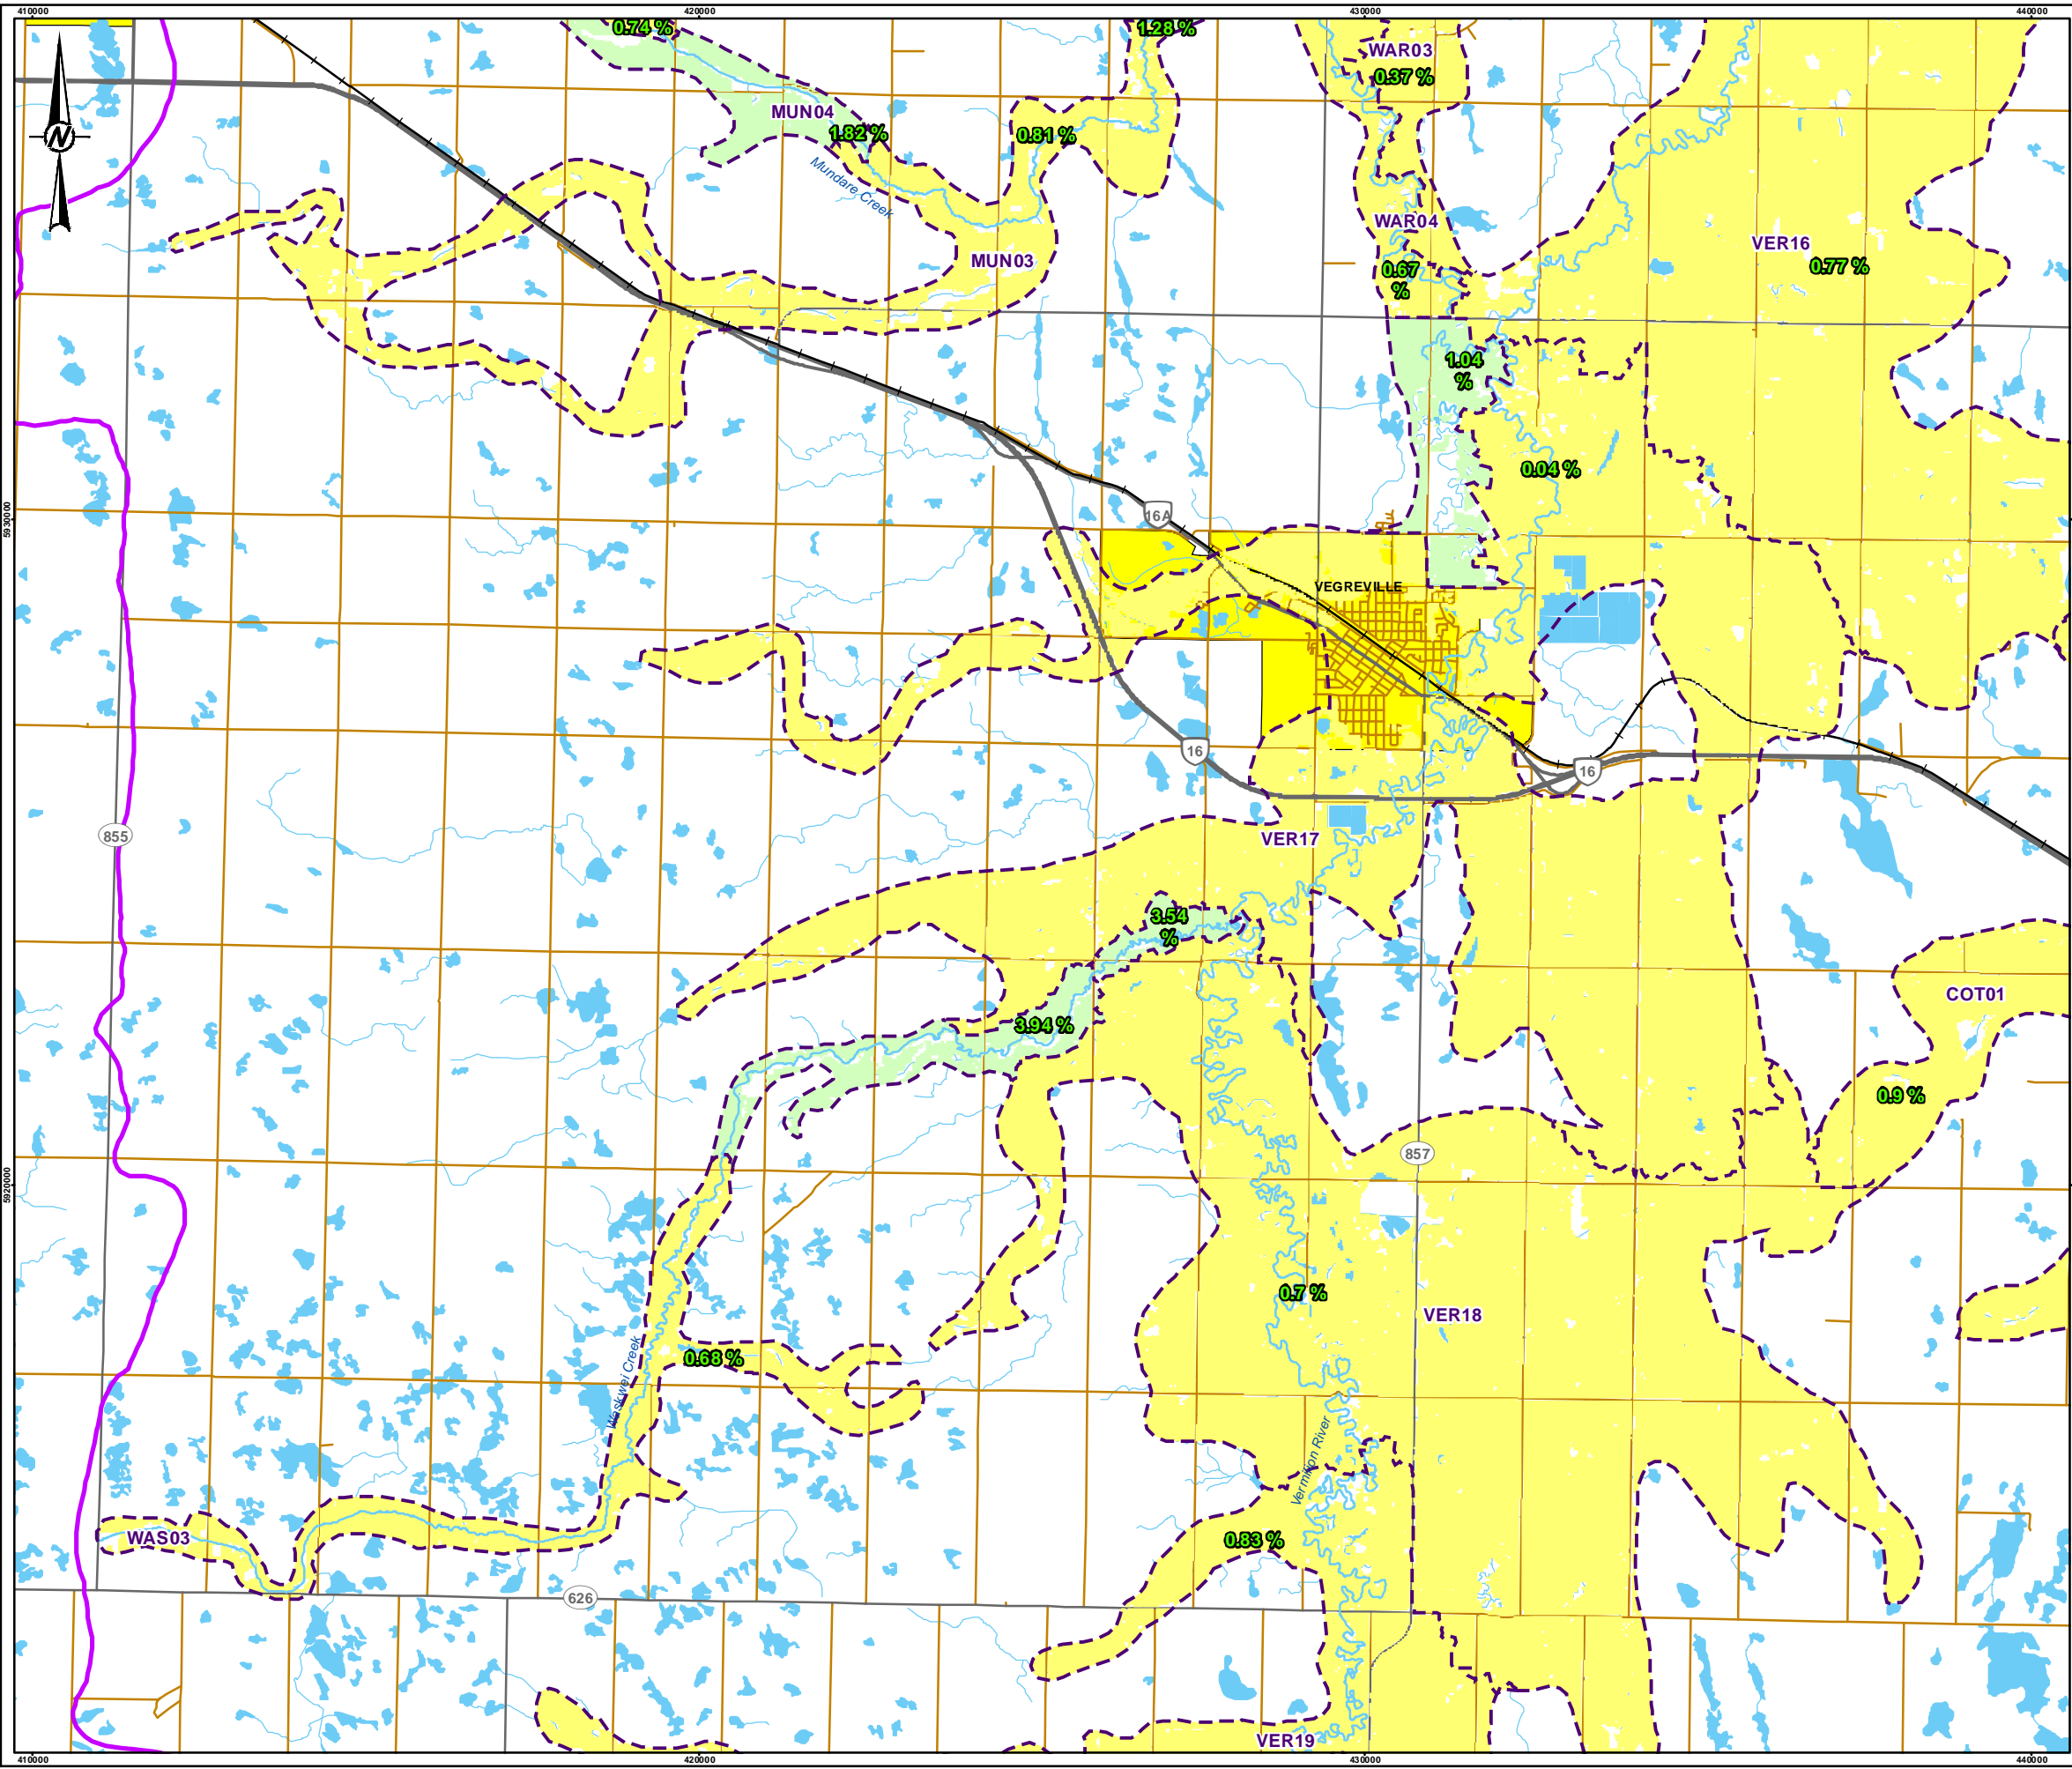 410000
420000
430000
440000
0.74 %
1.28 %
WAR03
0.37 %
MUN04
1.82 %
0.81 %
N
Mundare Creek
WAR04
VER16
MUN03
0.67
%
0.77 %
1.04
%
0.04 %
5930000
16A
VEGREVILLE
16
16
855
VER17
3.54
%
COT01
3.94 %
0.9 %
857
5920000
0.7 %
VER18
Waskwei Creek
0.68 %
Vermilion River
WAS03
0.83 %
626
VER19
410000
420000
430000
440000